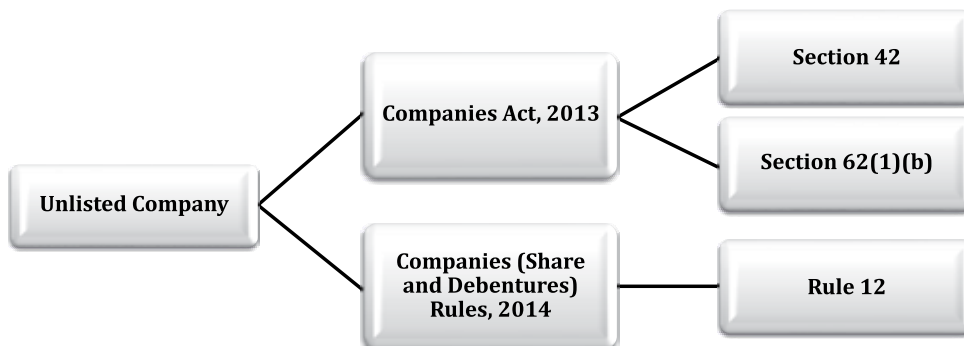 Unlisted Company
Companies Act, 2013
Section 42
Section 62(1)(b)
Companies (Share
and Debentures)
Rules, 2014
Rule 12